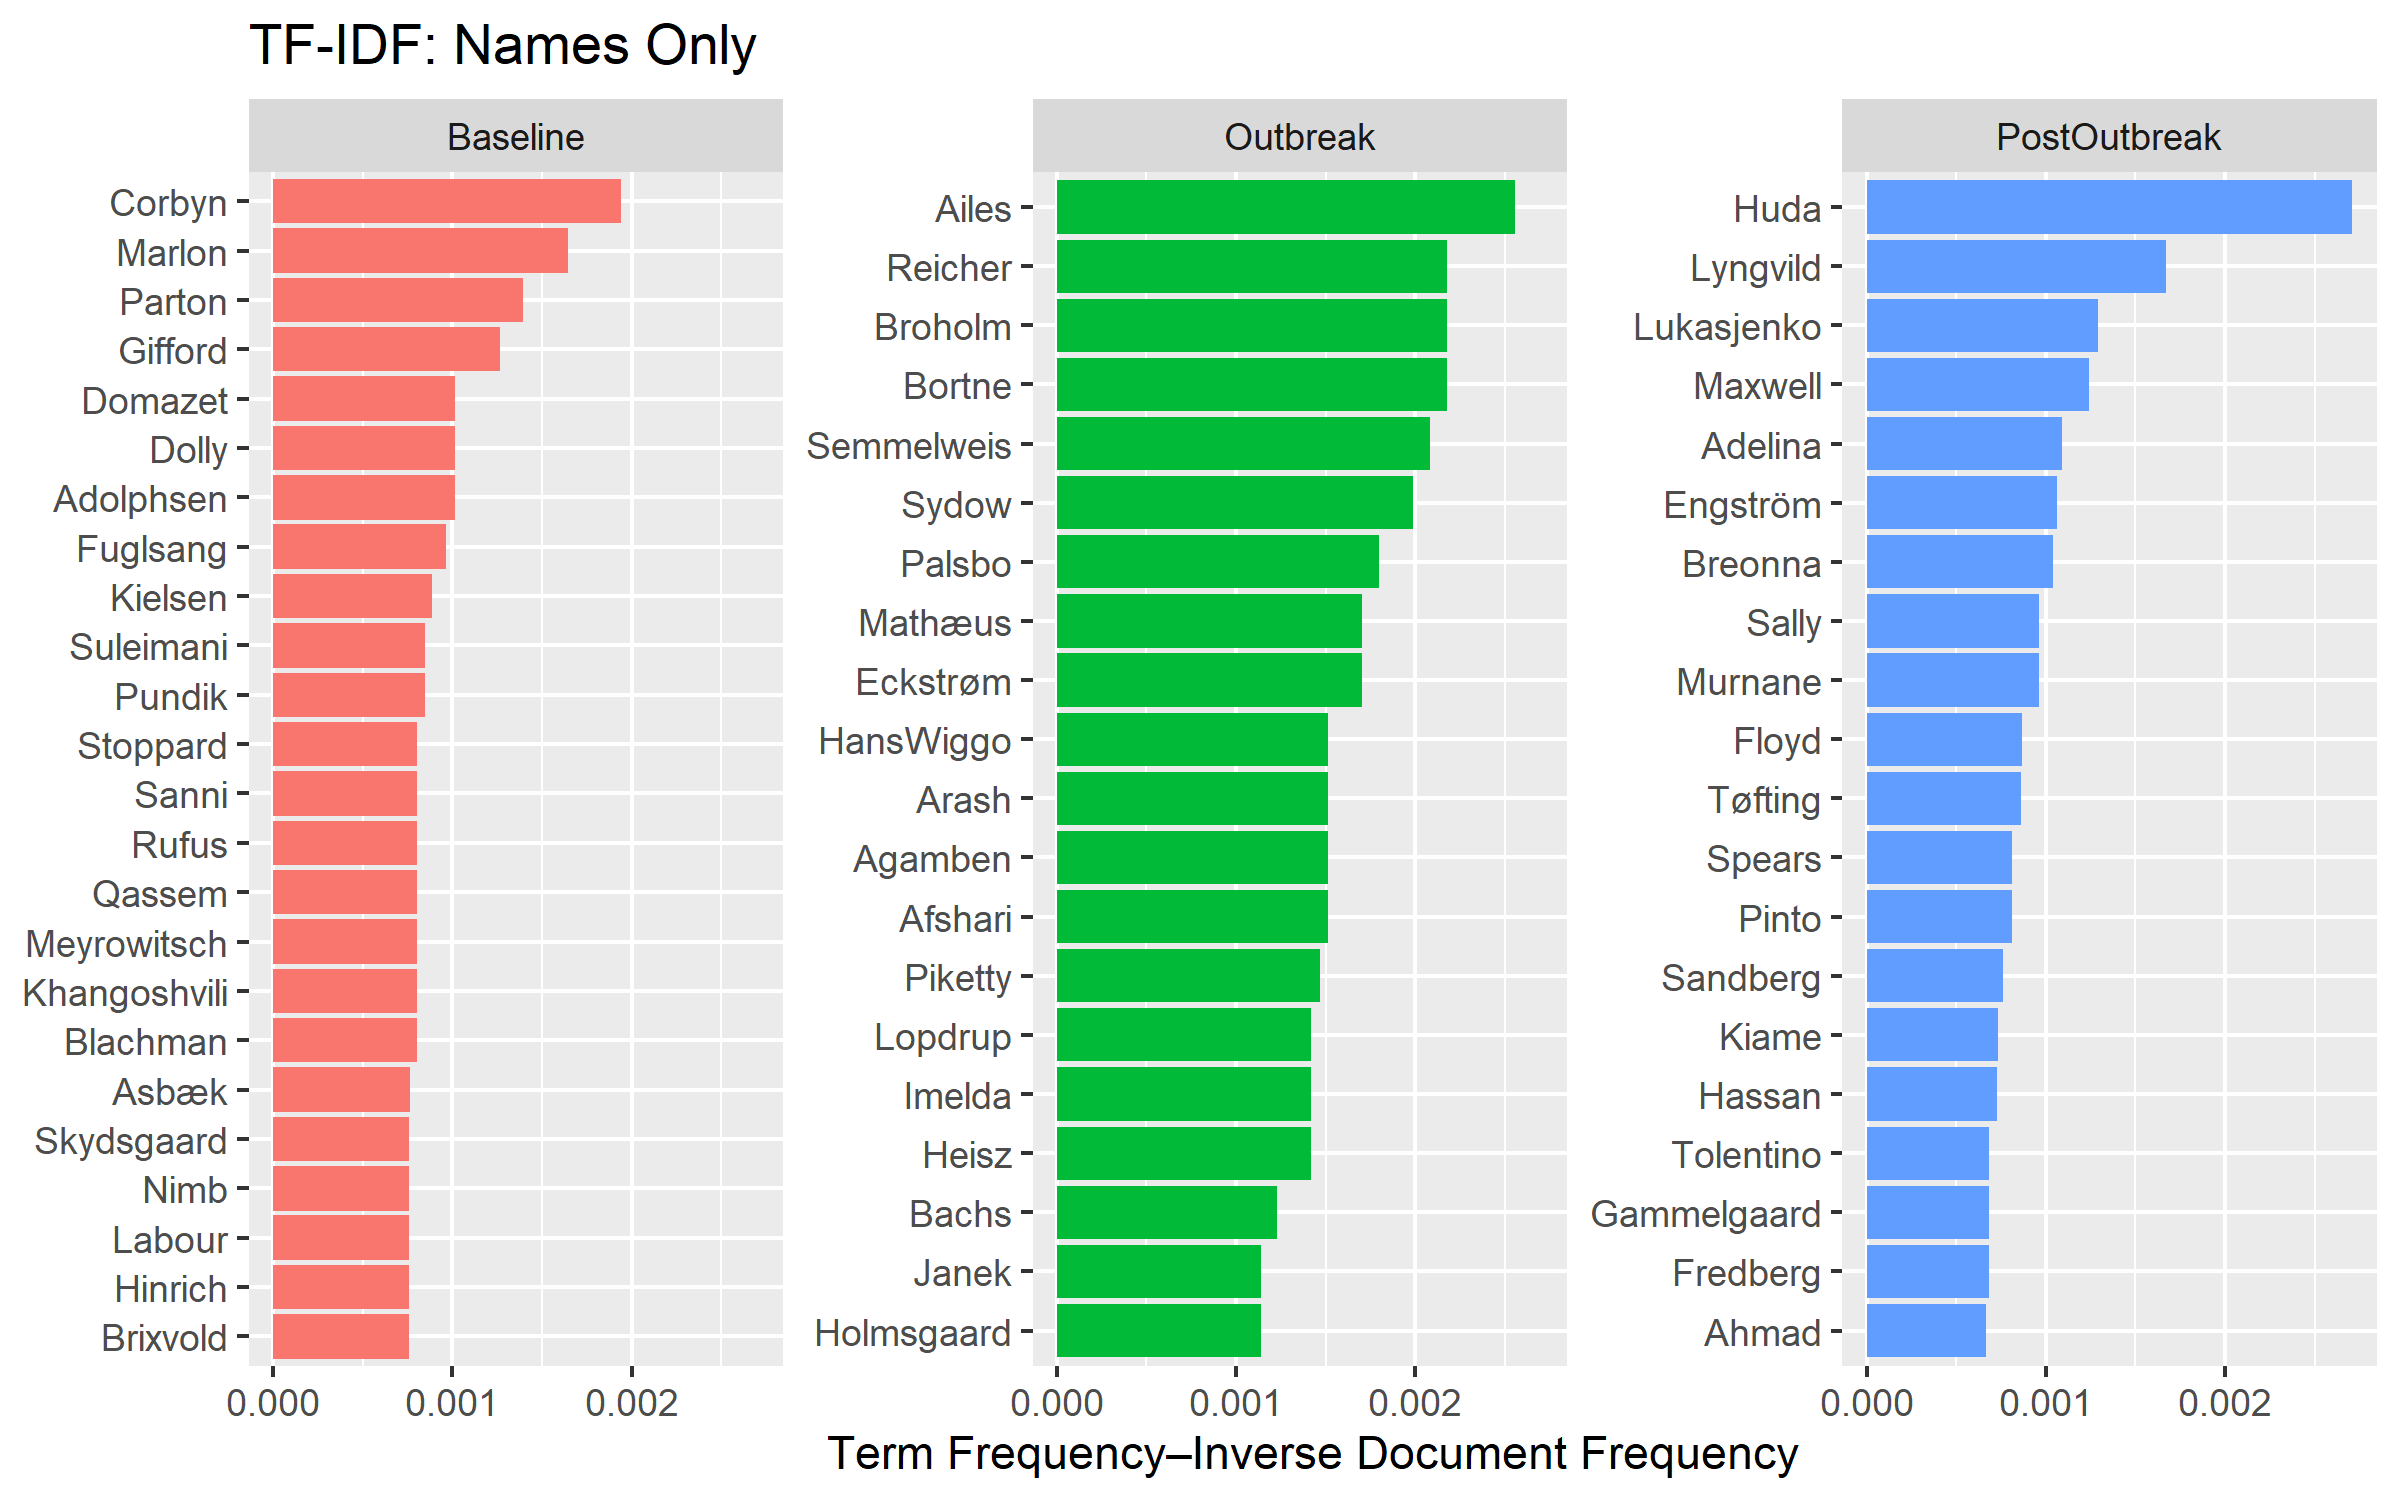 TF-IDF: Names Only
Baseline
Corbyn
Marlon
Parton
Gifford
Domazet
Dolly
Adolphsen
Fuglsang
Kielsen
Suleimani
Pundik
Stoppard
Sanni
Rufus
Qassem
Meyrowitsch
Khangoshvili
Blachman
Asbæk
Skydsgaard
Nimb
Labour
Hinrich
Brixvold
0.000 0.001 0.002
Outbreak
Ailes
Reicher
Broholm
Bortne
Semmelweis
Sydow
Palsbo
Mathæus
Eckstrøm
HansWiggo
Arash
Agamben
Afshari
Piketty
Lopdrup
Imelda
Heisz
Bachs
Janek
Holmsgaard
0.000 0.001 0.002
PostOutbreak
Huda
Lyngvild
Lukasjenko
Maxwell
Adelina
Engström
Breonna
Sally
Murnane
Floyd
Tøfting
Spears
Pinto
Sandberg
Kiame
Hassan
Tolentino
Gammelgaard
Fredberg
Ahmad
0.000 0.001 0.002
Term Frequency–Inverse Document Frequency